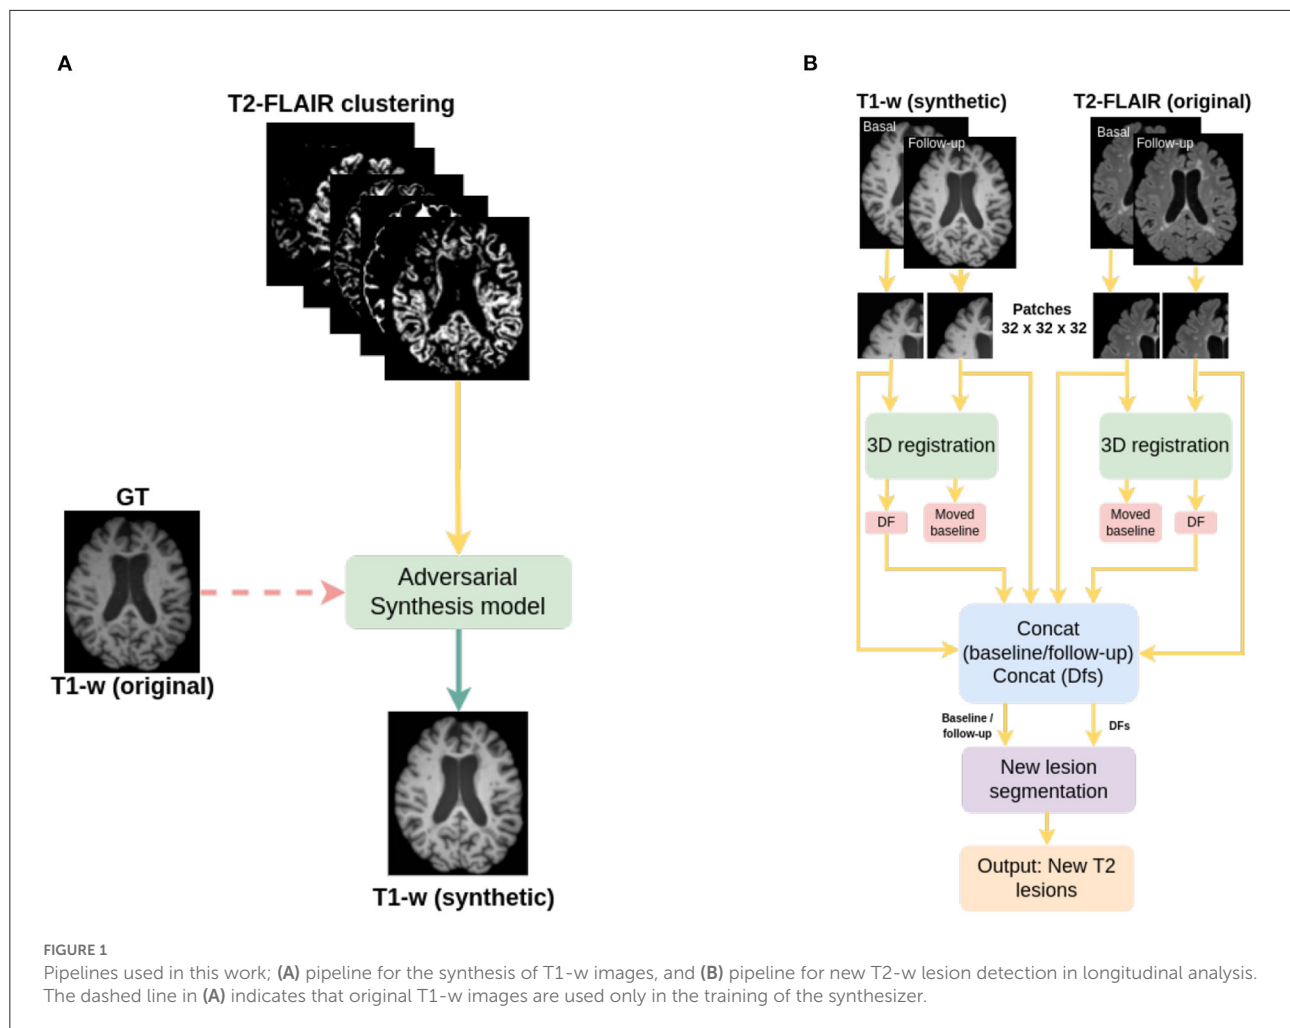 A
T2-FLAIR clustering
GT
T1-w (original)
Adversarial
Synthesis model
T1-w (synthetic)
B
T1-w (synthetic)
T2-FLAIR (original)
Basal
Follow-up
Basal
Follow-up
Patches
32 x 32 x 32
3D registration
3D registration
DF
Moved
baseline
Moved
baseline
DF
Concat
(baseline/follow-up)
Concat (Dfs)
Baseline /
follow-up
DFs
New lesion
segmentation
Output: New T2
lesions
FIGURE 1
Pipelines used in this work; (A) pipeline for the synthesis of T1-w images, and (B) pipeline for new T2-w lesion detection in longitudinal analysis.
The dashed line in (A) indicates that original T1-w images are used only in the training of the synthesizer.